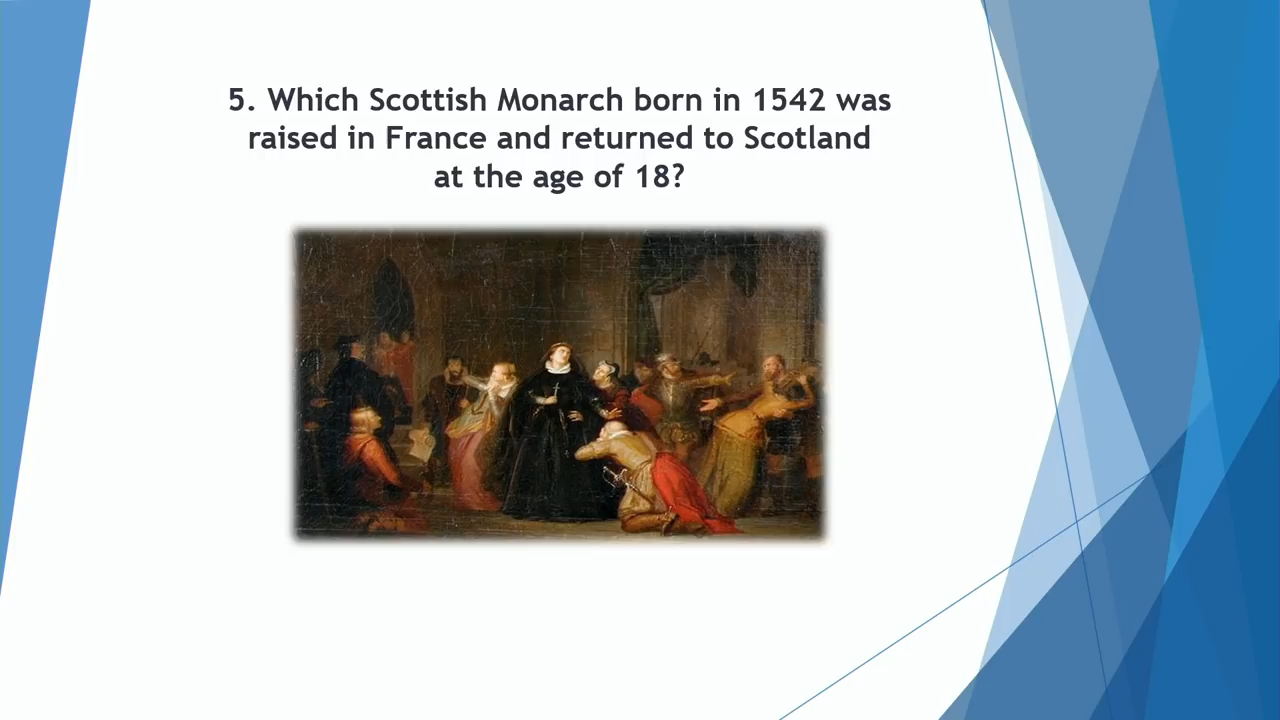 5. Which Scottish Monarch born in 1542 was
raised in France and returned to Scotland
at the age of 18?